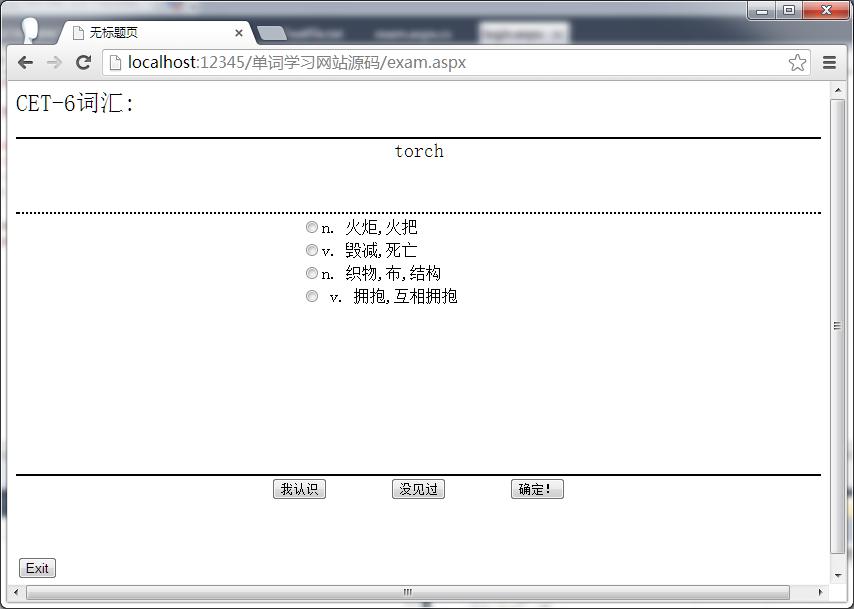 无标题页
localhost:12345/单词学习网站源码/exam.aspx
CET-6词汇:
torch
n. 火炬,火把
v. 毁减,死亡
n. 织物,布,结构
v. 拥抱,互相拥抱
我认识 没见过 确定!
Exit